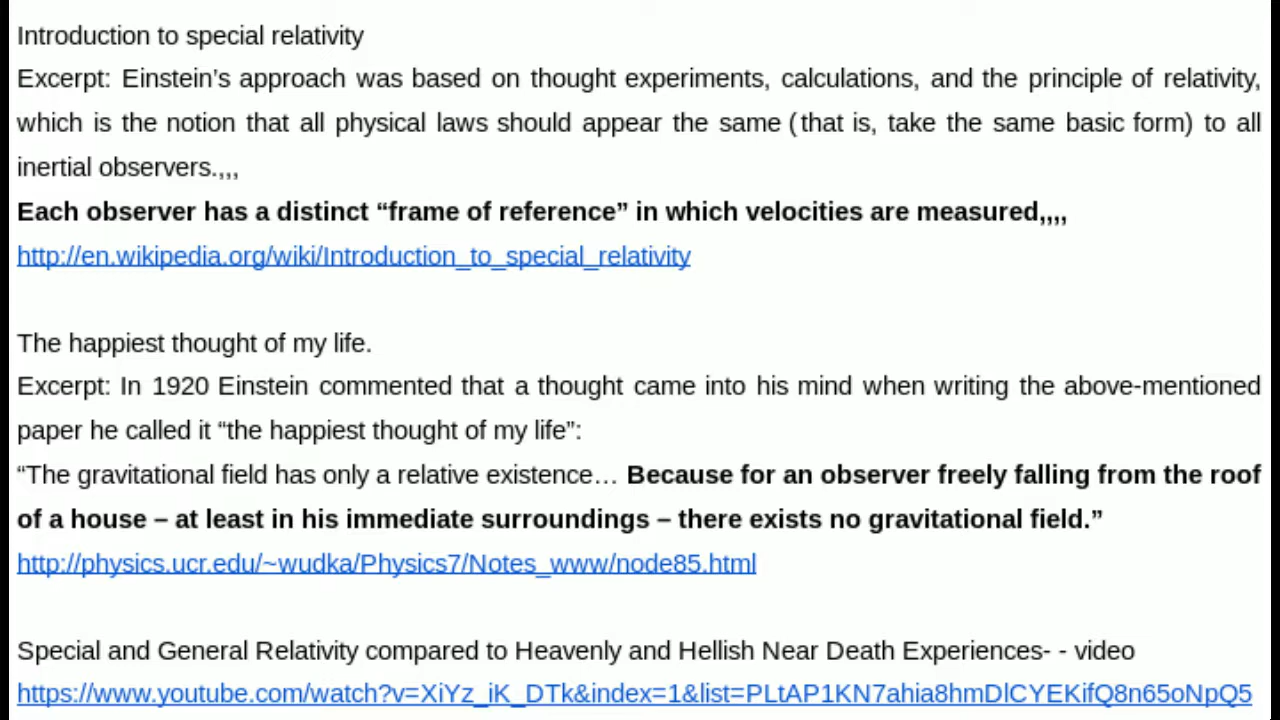 Introduction to special relativity
Excerpt: Einstein’s approach was based on thought experiments, calculations, and the principle of relativity,
which is the notion that all physical laws should appear the same (that is, take the same basic form) to all
inertial observers.,,,
Each observer has a distinct “frame of reference” in which velocities are measured,,,,
http://en.wikipedia.org/wiki/Introduction_to_special_relativity
The happiest thought of my life.
Excerpt: In 1920 Einstein commented that a thought came into his mind when writing the above-mentioned
paper he called it “the happiest thought of my life”:
“The gravitational field has only a relative existence… Because for an observer freely falling from the roof
of a house – at least in his immediate surroundings – there exists no gravitational field.”
http://physics.ucr.edu/~wudka/Physics7/Notes_www/node85.html
Special and General Relativity compared to Heavenly and Hellish Near Death Experiences- - video
https://www.youtube.com/watch?v=XiYz_iK_DTk&index=1&list=PLtAP1KN7ahia8hmDlCYEKifQ8n65oNpQ5